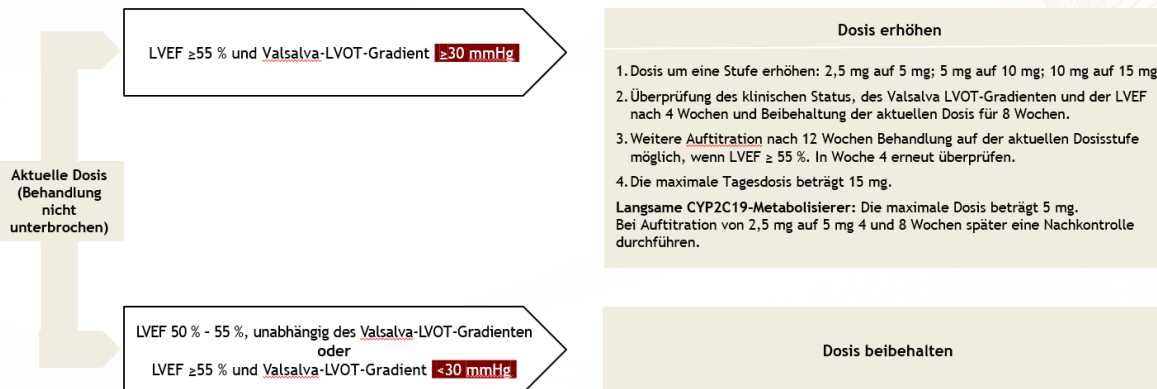 LVEF ≥55 % und Valsalva-LVOT-Gradient ≥30 mmHg
Dosis erhöhen
1. Dosis um eine Stufe erhöhen: 2,5 mg auf 5 mg; 5 mg auf 10 mg; 10 mg auf 15 mg
2. Überprüfung des klinischen Status, des Valsalva LVOT-Gradienten und der LVEF
nach 4 Wochen und Beibehaltung der aktuellen Dosis für 8 Wochen.
3. Weitere Auftitration nach 12 Wochen Behandlung auf der aktuellen Dosisstufe
möglich, wenn LVEF ≥ 55 %. In Woche 4 erneut überprüfen.
4. Die maximale Tagesdosis beträgt 15 mg.
Langsame CYP2C19-Metabolisierer: Die maximale Dosis beträgt 5 mg.
Bei Auftitration von 2,5 mg auf 5 mg 4 und 8 Wochen später eine Nachkontrolle
durchführen.
Aktuelle Dosis
(Behandlung
nicht
unterbrochen)
LVEF 50 % - 55 %, unabhängig des Valsalva-LVOT-Gradienten
oder
LVEF ≥55 % und Valsalva-LVOT-Gradient <30 mmHg
Dosis beibehalten